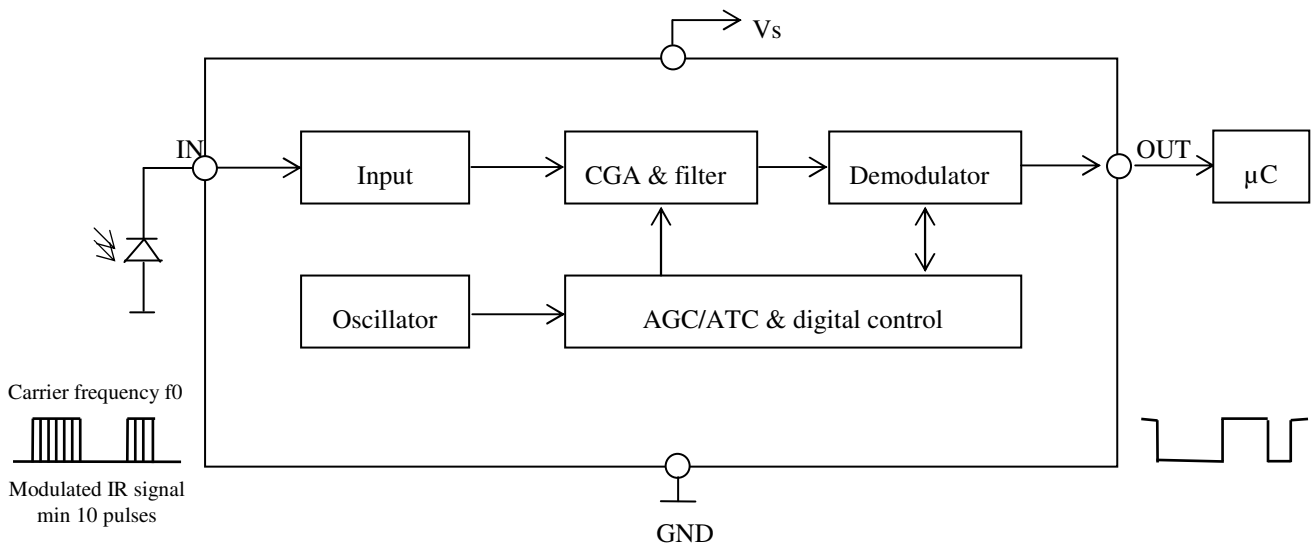 Vs
IN
OUT
Input
CGA & filter
Demodulator
µC
Oscillator
AGC/ATC & digital control
Carrier frequency f0
Modulated IR signal
min 10 pulses
GND